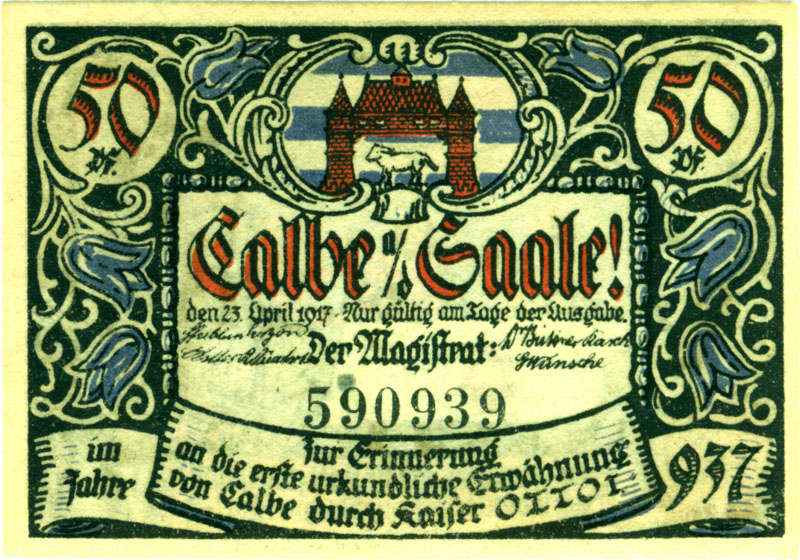 50 Pf.
50 Pf.
Calbe a/o Saale!
den 23. April 1917. Nur gültig am Tage der Ausgabe.
Der Magistrat:
G Wünsche
590939
im Jahre
zur Erinnerung
an die erste urkundliche Erwähnung
von Calbe durch Kaiser OTTO I
937